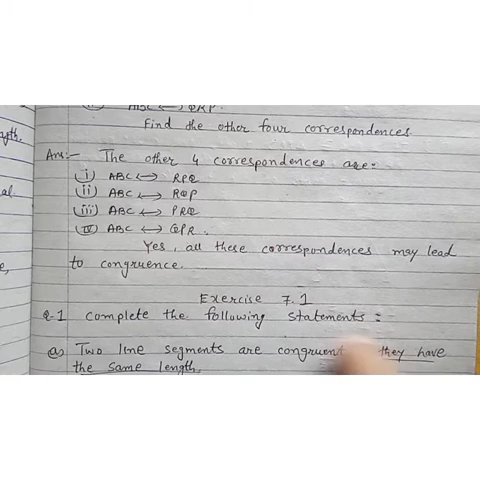 ABC ↔ QRP.
Find the other four correspondences
Ans:- The other 4 correspondences are:-
(i) ABC ↔ RPQ
(ii) ABC ↔ RQP
(iii) ABC ↔ PRQ
(iv) ABC ↔ QPR.
Yes, all these correspondences may lead
to congruence.
Exercise 7.1
Q-1 Complete the following statements:-
a) Two line segments are congruent they have
the same length.